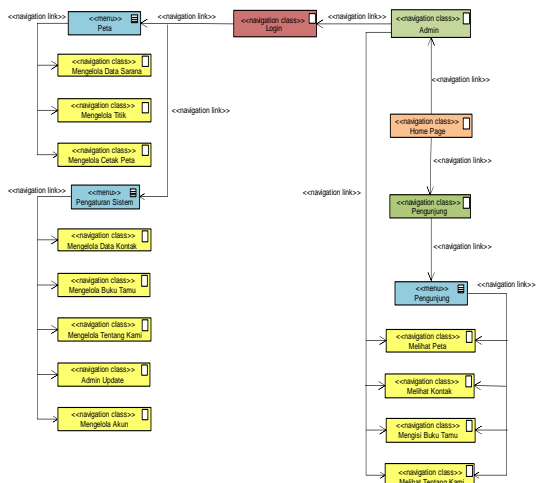 <<navigation link>>
<<menu>>
Peta
<<navigation link>>
<<navigation class>>
Login
<<navigation link>>
<<navigation class>>
Admin
<<navigation class>>
Mengelola Data Sarana
<<navigation link>>
<<navigation class>>
Mengelola Titik
<<navigation link>>
<<navigation class>>
Home Page
<<navigation class>>
Mengelola Cetak Peta
<<navigation link>>
<<menu>>
Pengaturan Sistem
<<navigation link>>
<<navigation class>>
Pengunjung
<<navigation class>>
Mengelola Data Kontak
<<navigation link>>
<<navigation class>>
Mengelola Buku Tamu
<<menu>>
Pengunjung
<<navigation link>>
<<navigation class>>
Mengelola Tentang Kami
<<navigation class>>
Melihat Peta
<<navigation class>>
Admin Update
<<navigation class>>
Melihat Kontak
<<navigation class>>
Mengelola Akun
<<navigation class>>
Mengisi Buku Tamu
<<navigation class>>
Melihat Tentang Kami